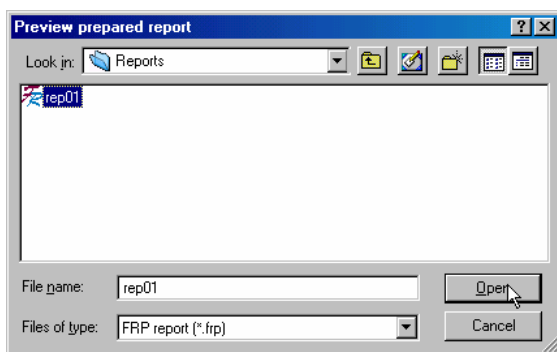 Preview prepared report
Look in: Reports
rep01
File name: rep01 Open
Files of type: FRP report (*.frp) Cancel